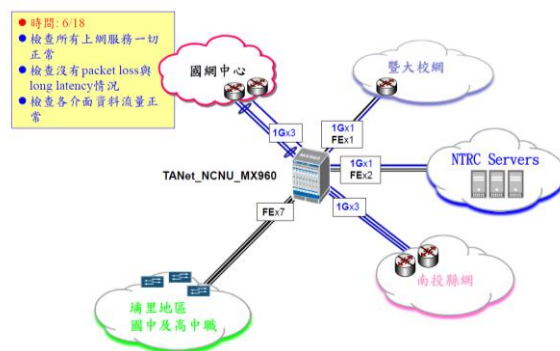 ● 時間: 6/18
● 檢查所有上網服務一切
正常
● 檢查沒有packet loss與
long latency情況
● 檢查各介面資料流量正
常
國網中心
暨大校網
1Gx3
1Gx1
FEx1
MX960
TANet_NCNU_MX960
1Gx1
FEx2
NTRC Servers
FEx7
1Gx3
南投縣網
埔里地區
國中及高中職